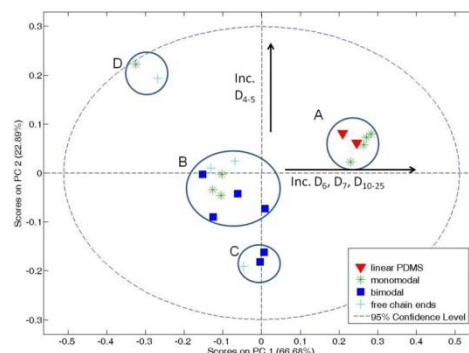 0.3
0.2
0.1
0
-0.1
-0.2
-0.3
Scores on PC 2 (22.89%)
D
Inc.
D4-5
A
B
Inc. D6, D7, D10-25
C
linear PDMS
monomodal
bimodal
free chain ends
95% Confidence Level
-0.5 -0.4 -0.3 -0.2 -0.1 0 0.1 0.2 0.3 0.4 0.5
Scores on PC 1 (66.68%)